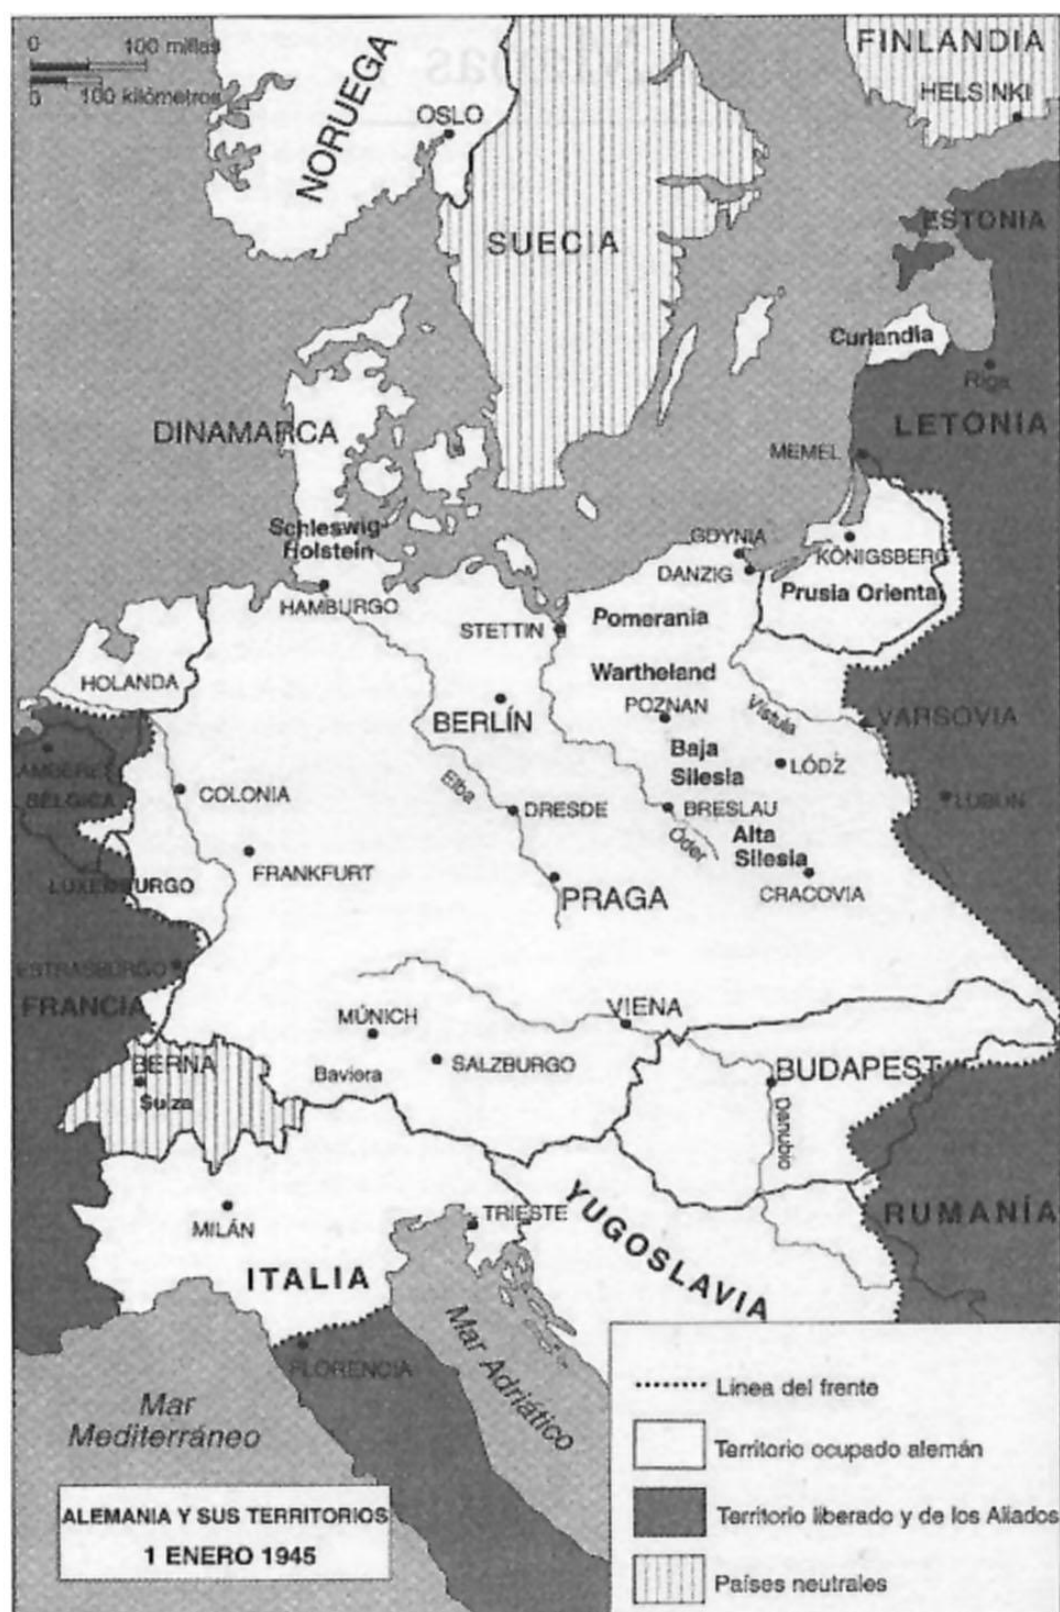 0 100 millas
0 100 kilómetros
NORUEGA
OSLO
FINLANDIA
HELSINKI
SUECIA
ESTONIA
Curlandia
Riga
LETONIA
DINAMARCA
MEMEL
Schleswig-
Holstein
GDYNIA
KÖNIGSBERG
DANZIG
Prusia Oriental
HAMBURGO
STETTIN
Pomerania
HOLANDA
Wartheland
POZNAN
BERLÍN
Vístula
VARSOVIA
Baja
Silesia
LÓDZ
AMBERES
BÉLGICA
COLONIA
Elba
DRESDE
BRESLAU
LUBLIN
Oder
Alta
Silesia
FRANKFURT
LUXEMBURGO
PRAGA
CRACOVIA
ESTRASBURGO
FRANCIA
MÚNICH
VIENA
BERNA
Suiza
Baviera
SALZBURGO
BUDAPEST
Danubio
MILÁN
TRIESTE
YUGOSLAVIA
RUMANÍA
ITALIA
FLORENCIA
Mar Adriático
Mar
Mediterráneo
Línea del frente
Territorio ocupado alemán
Territorio liberado y de los Aliados
Países neutrales
ALEMANIA Y SUS TERRITORIOS
1 ENERO 1945